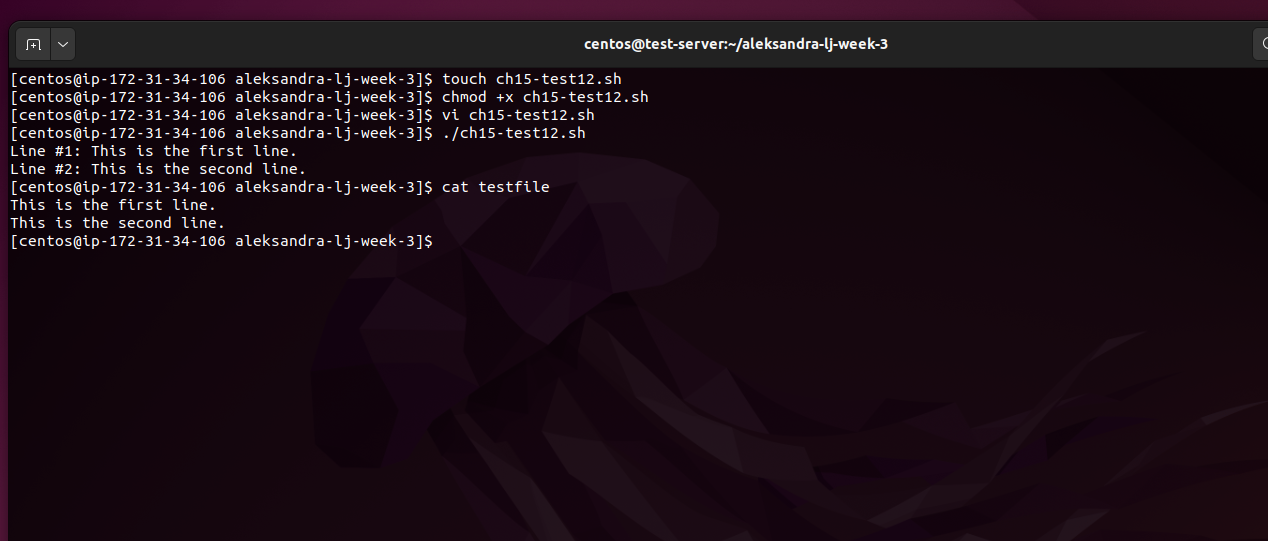 centos@test-server:~/aleksandra-lj-week-3
[centos@ip-172-31-34-106 aleksandra-lj-week-3]$ touch ch15-test12.sh
[centos@ip-172-31-34-106 aleksandra-lj-week-3]$ chmod +x ch15-test12.sh
[centos@ip-172-31-34-106 aleksandra-lj-week-3]$ vi ch15-test12.sh
[centos@ip-172-31-34-106 aleksandra-lj-week-3]$ ./ch15-test12.sh
Line #1: This is the first line.
Line #2: This is the second line.
[centos@ip-172-31-34-106 aleksandra-lj-week-3]$ cat testfile
This is the first line.
This is the second line.
[centos@ip-172-31-34-106 aleksandra-lj-week-3]$